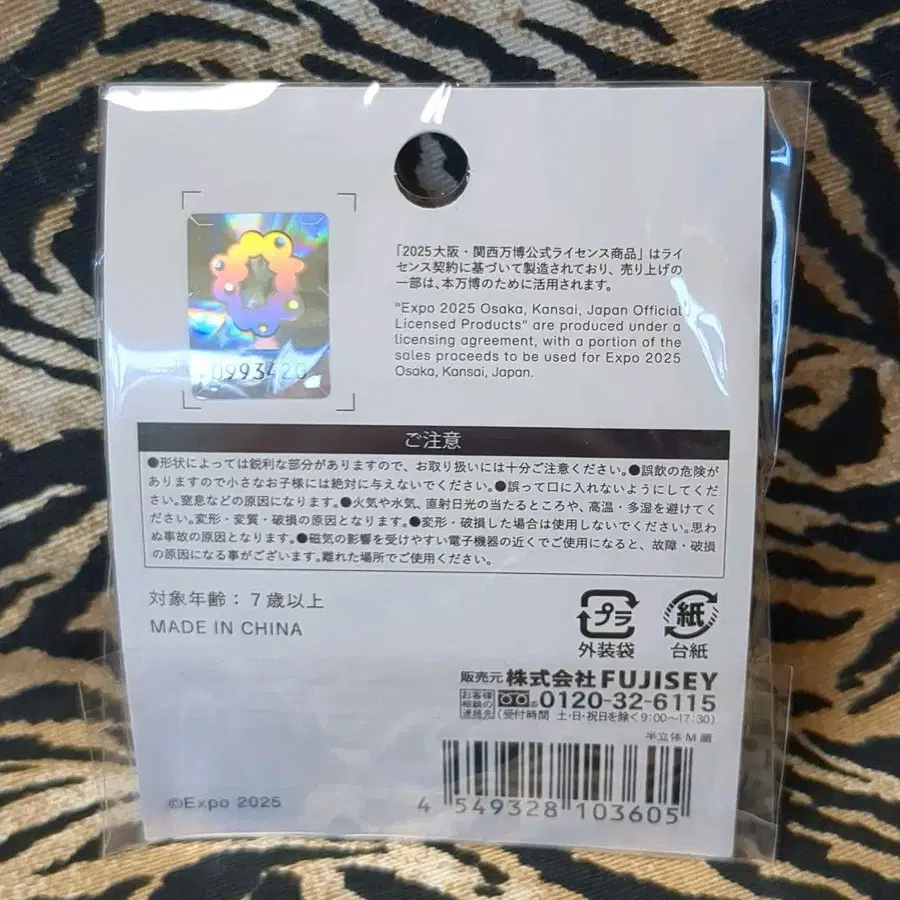 「2025大阪・関西万博公式ライセンス商品」はライ
センス契約に基づいて製造されており、売り上げの
一部は、本万博のために活用されます。
"Expo 2025 Osaka, Kansai, Japan Official
Licensed Products" are produced under a
licensing agreement, with a portion of the
sales proceeds to be used for Expo 2025
Osaka, Kansai, Japan.
0993420
ご注意
●形状によっては鋭利な部分がありますので、お取り扱いには十分ご注意ください。●誤飲の危険が
ありますので小さなお子様には絶対に与えないでください。●誤って口に入れないようにしてくだ
さい。窒息などの原因になります。●火気や水気、直射日光の当たるところや、高温・多湿を避けてく
ださい。変形・変質・破損の原因となります。●変形・破損した場合は使用しないでください。思わ
ぬ事故の原因となります。●磁気の影響を受けやすい電子機器の近くでご使用になると、故障・破損
の原因になる事がございます。離れた場所でご使用ください。
対象年齢：7歳以上
MADE IN CHINA
プラ
外装袋
紙
台紙
販売元 株式会社FUJISEY
お客様相談の連絡先 0120-32-6115
(受付時間 土・日・祝日を除く9:00〜17:30)
半立体 M
©Expo 2025
4 549328 103605